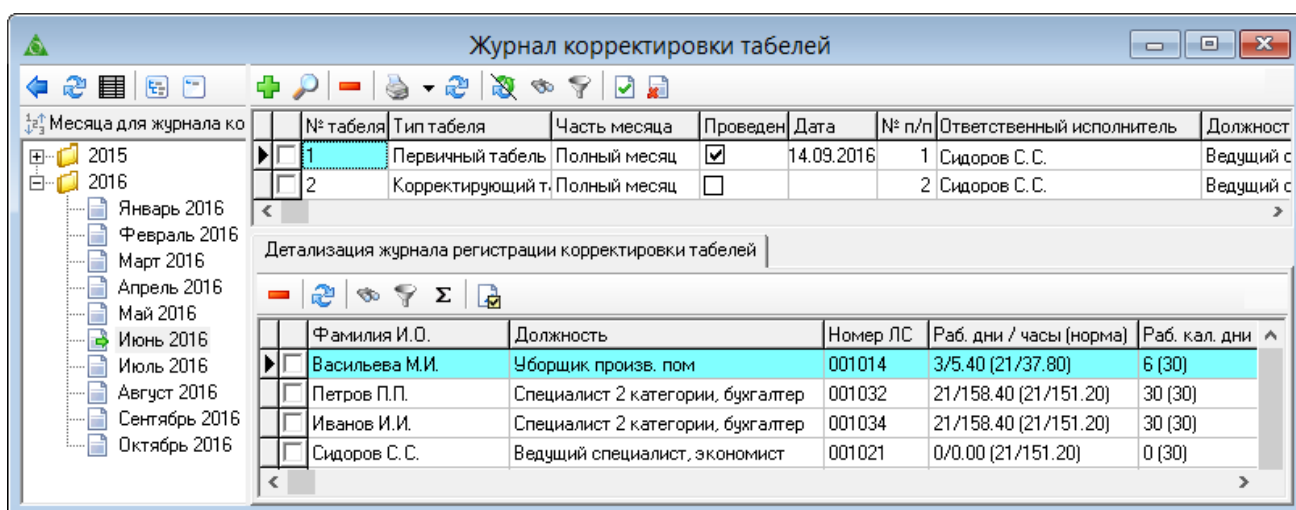 Журнал корректировки табелей
Месяца для журнала ко
2015
2016
Январь 2016
Февраль 2016
Март 2016
Апрель 2016
Май 2016
Июнь 2016
Июль 2016
Август 2016
Сентябрь 2016
Октябрь 2016
№ табеля Тип табеля Часть месяца Проведен Дата № п/п Ответственный исполнитель Должност
1 Первичный табель Полный месяц 14.09.2016 1 Сидоров С.С. Ведущий с
2 Корректирующий т. Полный месяц 2 Сидоров С.С. Ведущий с
Детализация журнала регистрации корректировки табелей
Σ
Фамилия И.О. Должность Номер ЛС Раб. дни / часы (норма) Раб. кал. дни
Васильева М.И. Уборщик произв. пом 001014 3/5.40 (21/37.80) 6 (30)
Петров П.П. Специалист 2 категории, бухгалтер 001032 21/158.40 (21/151.20) 30 (30)
Иванов И.И. Специалист 2 категории, бухгалтер 001034 21/158.40 (21/151.20) 30 (30)
Сидоров С.С. Ведущий специалист, экономист 001021 0/0.00 (21/151.20) 0 (30)